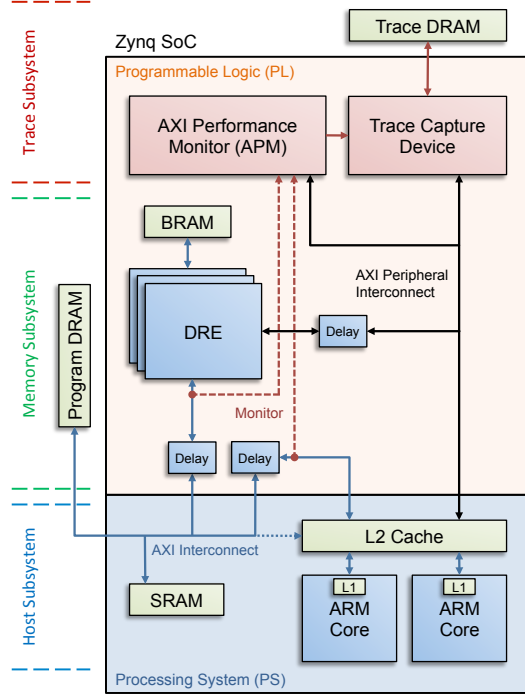 Trace DRAM
Zynq SoC
Programmable Logic (PL)
Trace Subsystem
AXI Performance
Monitor (APM)
Trace Capture
Device
BRAM
Memory Subsystem
Program DRAM
AXI Peripheral
Interconnect
DRE
Delay
Monitor
Delay
Delay
Host Subsystem
AXI Interconnect
L2 Cache
SRAM
L1
ARM
Core
L1
ARM
Core
Processing System (PS)